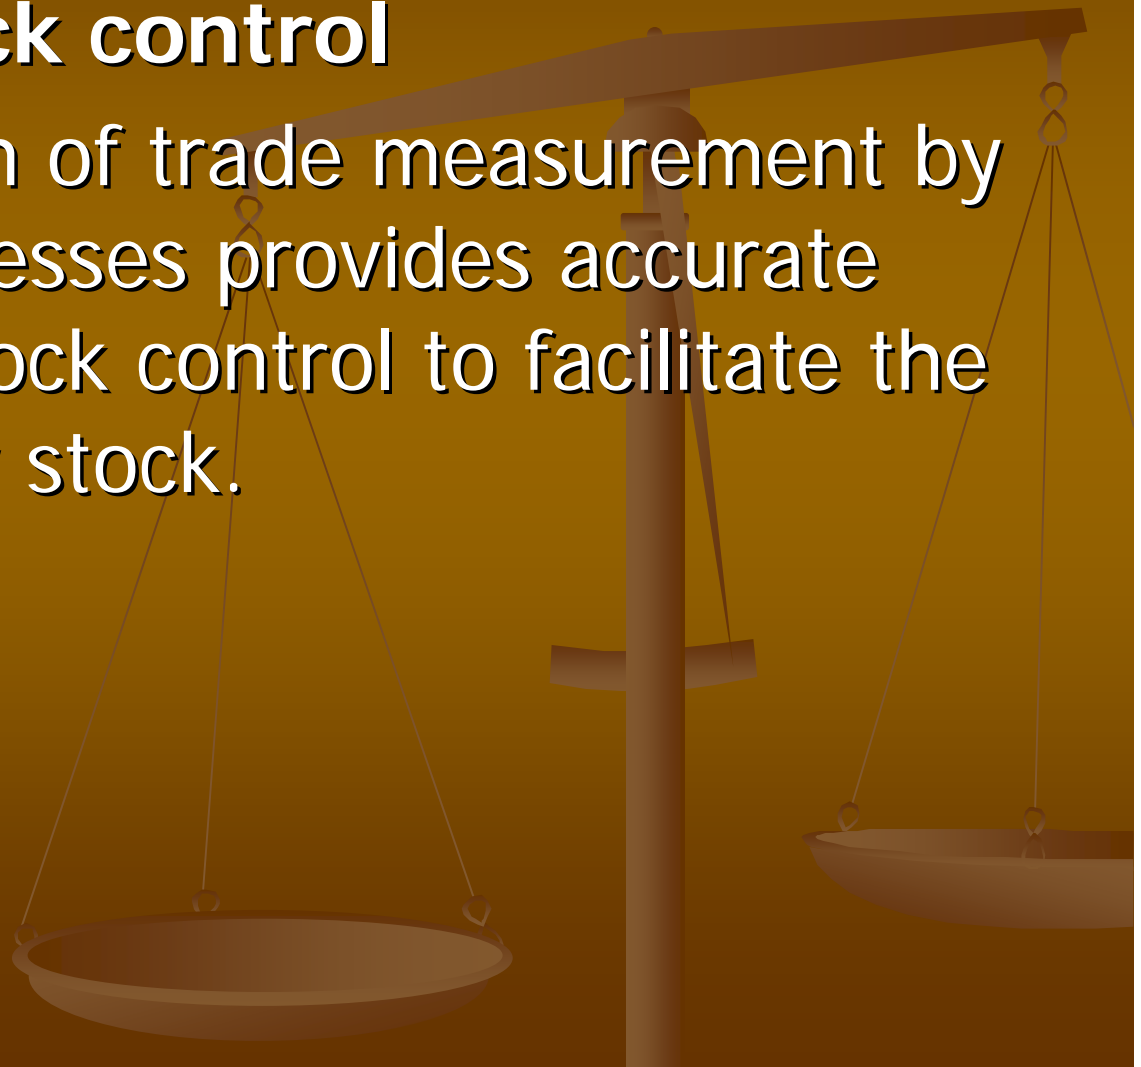 ck control
n of trade measurement by
esses provides accurate
ock control to facilitate the
stock.